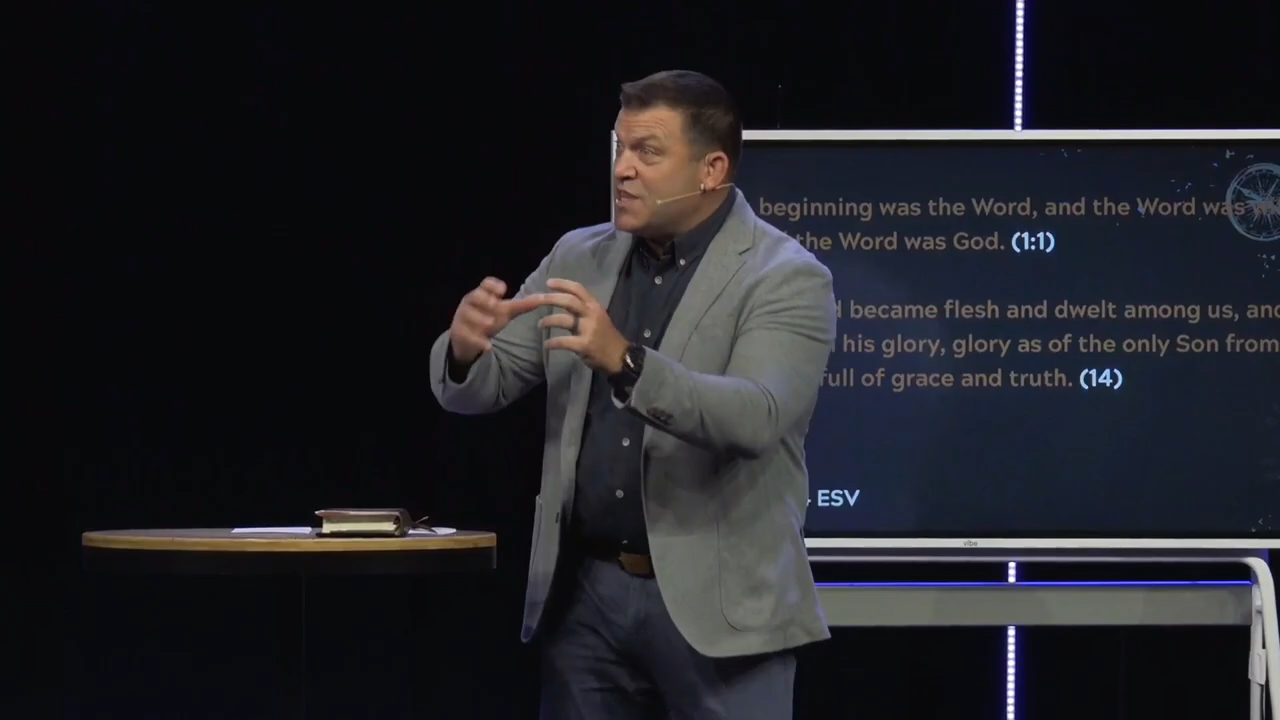 beginning was the Word, and the Word was
the Word was God. (1:1)
became flesh and dwelt among us, and
his glory, glory as of the only Son from
full of grace and truth. (14)
ESV
vibe